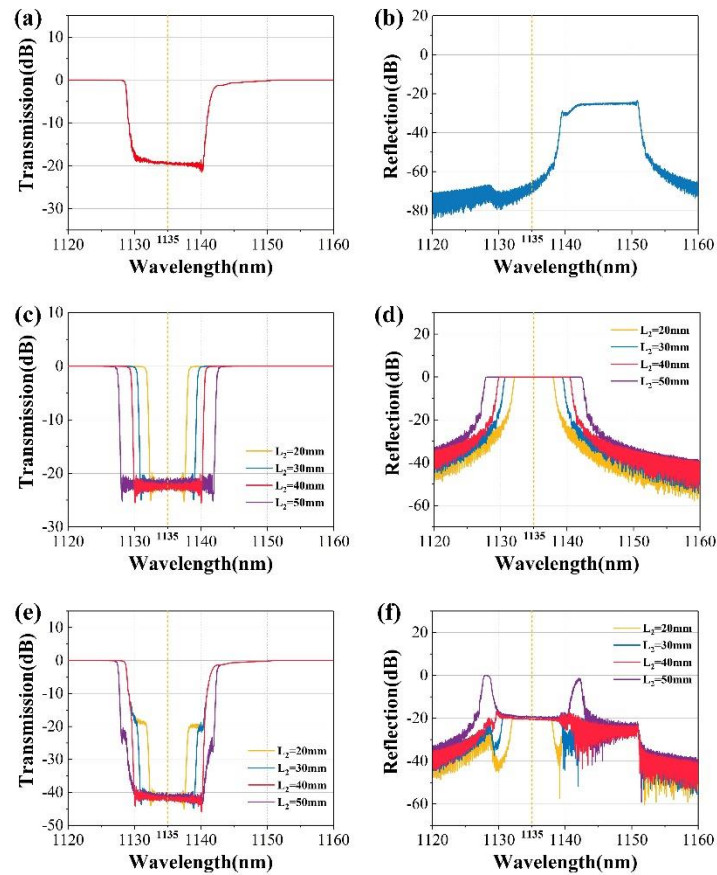 (a)
Transmission(dB)
10
0
-10
-20
-30
1120 1130 1135 1140 1150 1160
Wavelength(nm)
(b)
Reflection(dB)
20
0
-20
-40
-60
-80
1120 1130 1135 1140 1150 1160
Wavelength(nm)
(c)
Transmission(dB)
10
0
-10
-20
-30
L2=20mm
L2=30mm
L2=40mm
L2=50mm
1120 1130 1135 1140 1150 1160
Wavelength(nm)
(d)
Reflection(dB)
20
0
-20
-40
-60
L2=20mm
L2=30mm
L2=40mm
L2=50mm
1120 1130 1135 1140 1150 1160
Wavelength(nm)
(e)
Transmission(dB)
10
0
-10
-20
-30
-40
-50
L2=20mm
L2=30mm
L2=40mm
L2=50mm
1120 1130 1135 1140 1150 1160
Wavelength(nm)
(f)
Reflection(dB)
20
0
-20
-40
-60
L2=20mm
L2=30mm
L2=40mm
L2=50mm
1120 1130 1135 1140 1150 1160
Wavelength(nm)